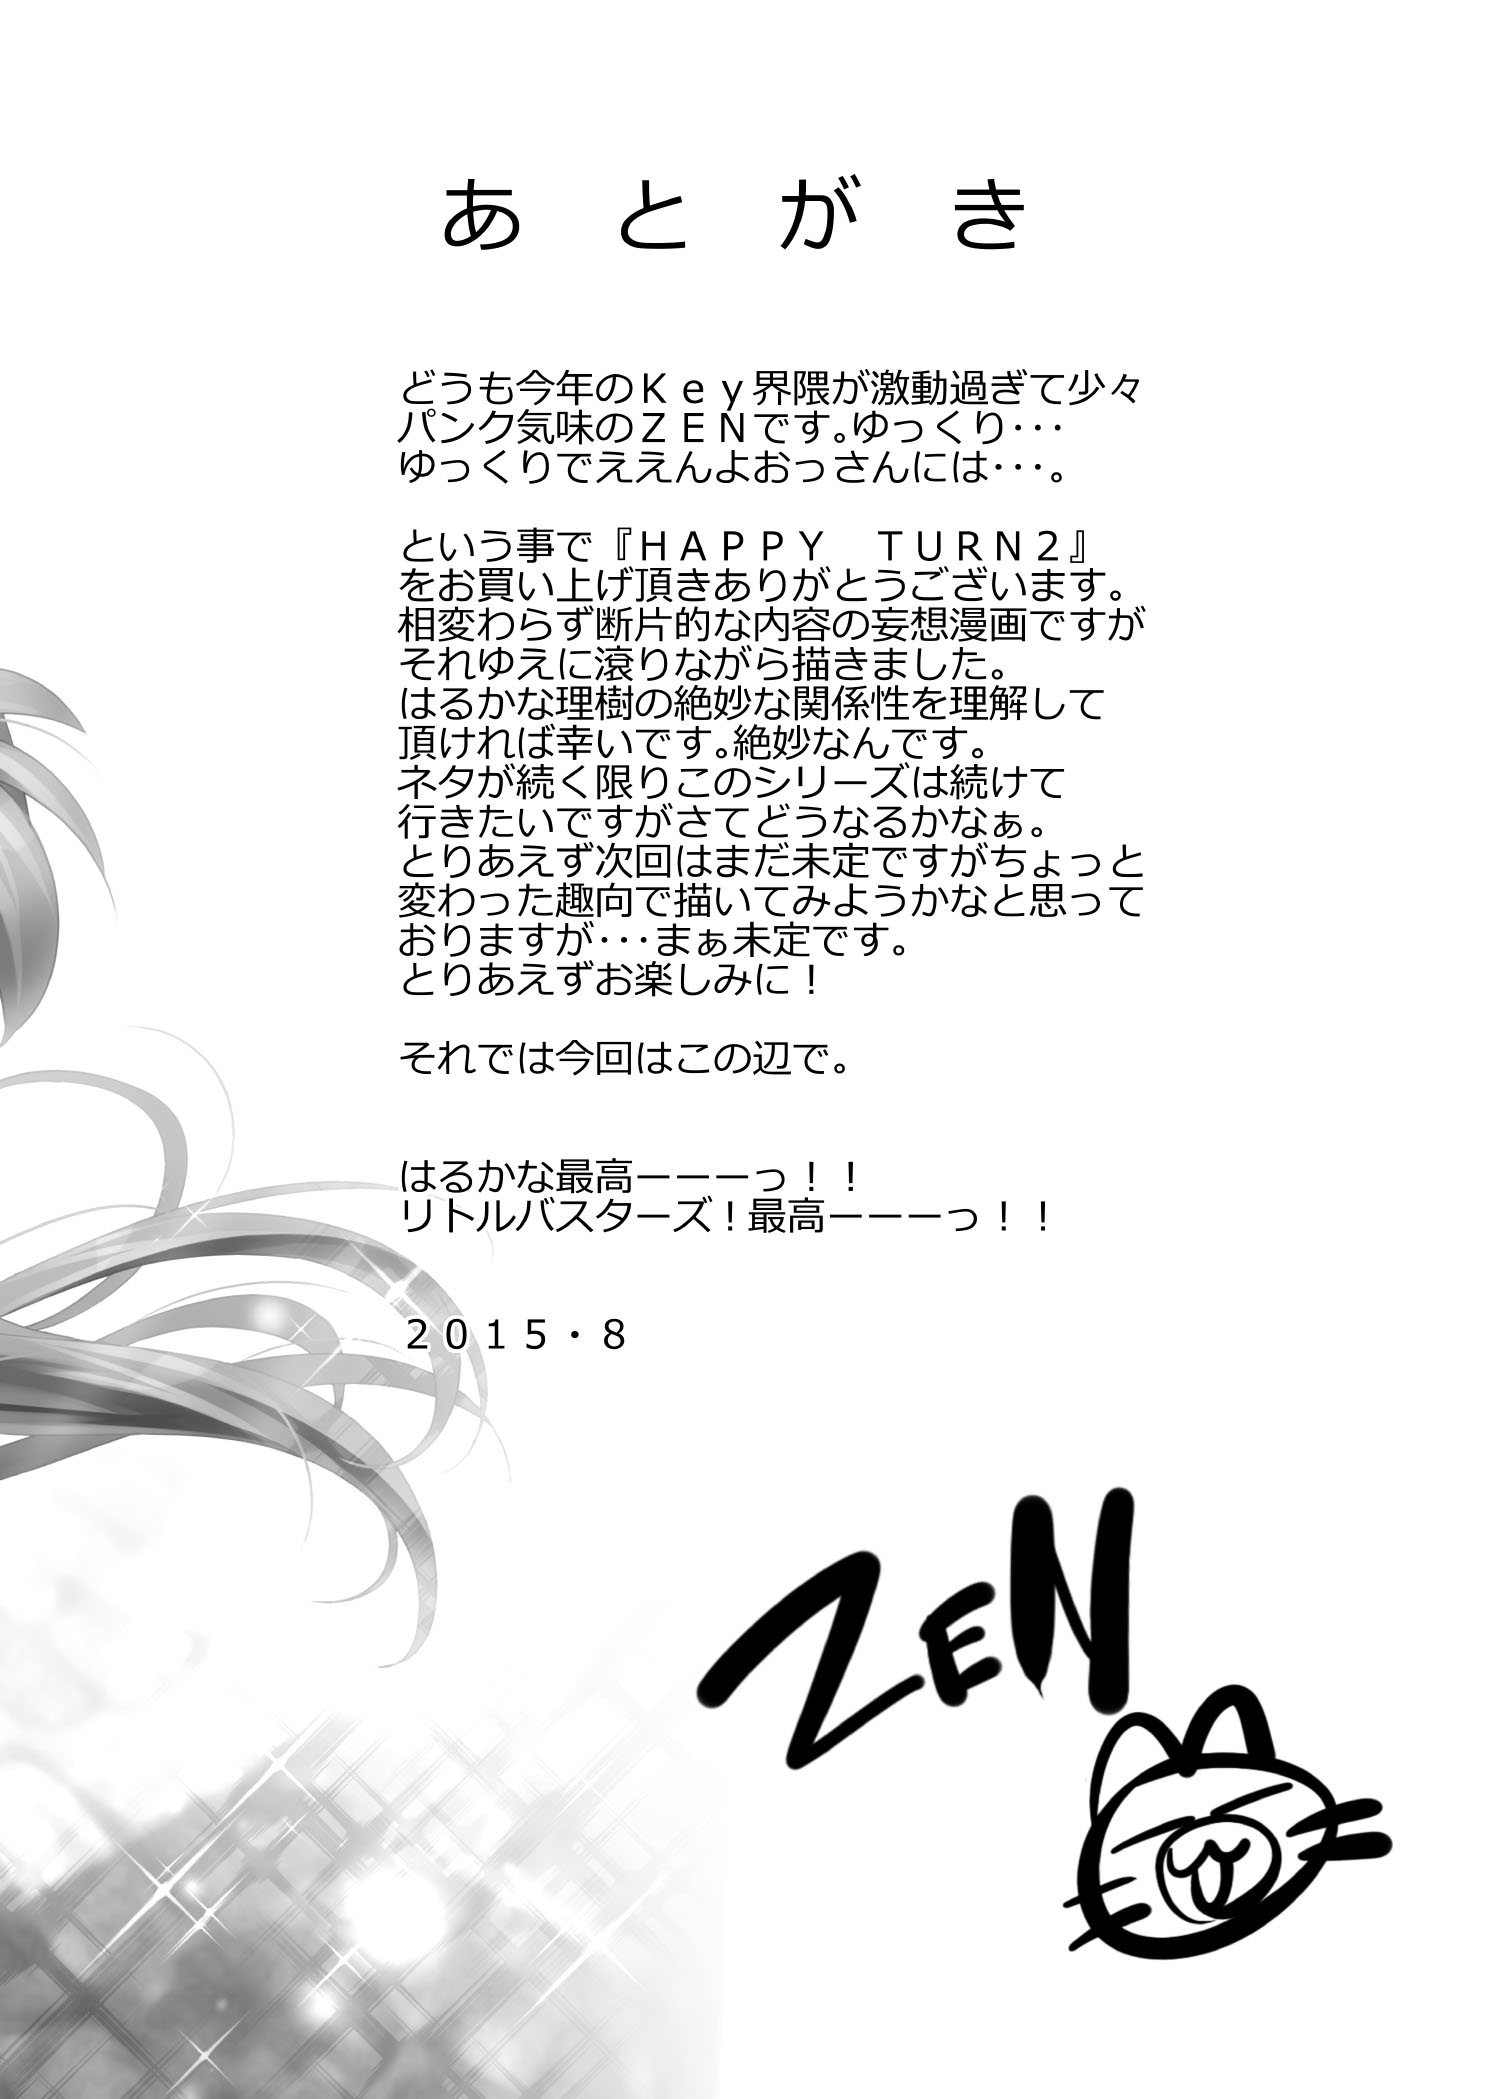 あとがき
どうも今年のＫｅｙ界隈が激動過ぎて少々
パンク気味のＺＥＮです。ゆっくり･･･
ゆっくりでええんよおっさんには･･･。
という事で『ＨＡＰＰＹ　ＴＵＲＮ２』
をお買い上げ頂きありがとうございます。
相変わらず断片的な内容の妄想漫画ですが
それゆえに滾りながら描きました。
はるかな理樹の絶妙な関係性を理解して
頂ければ幸いです。絶妙なんです。
ネタが続く限りこのシリーズは続けて
行きたいですがさてどうなるかなぁ。
とりあえず次回はまだ未定ですがちょっと
変わった趣向で描いてみようかなと思って
おりますが･･･まぁ未定です。
とりあえずお楽しみに！
それでは今回はこの辺で。
はるかな最高ーーーっ！！
リトルバスターズ！最高ーーーっ！！
２０１５・８
ZEN